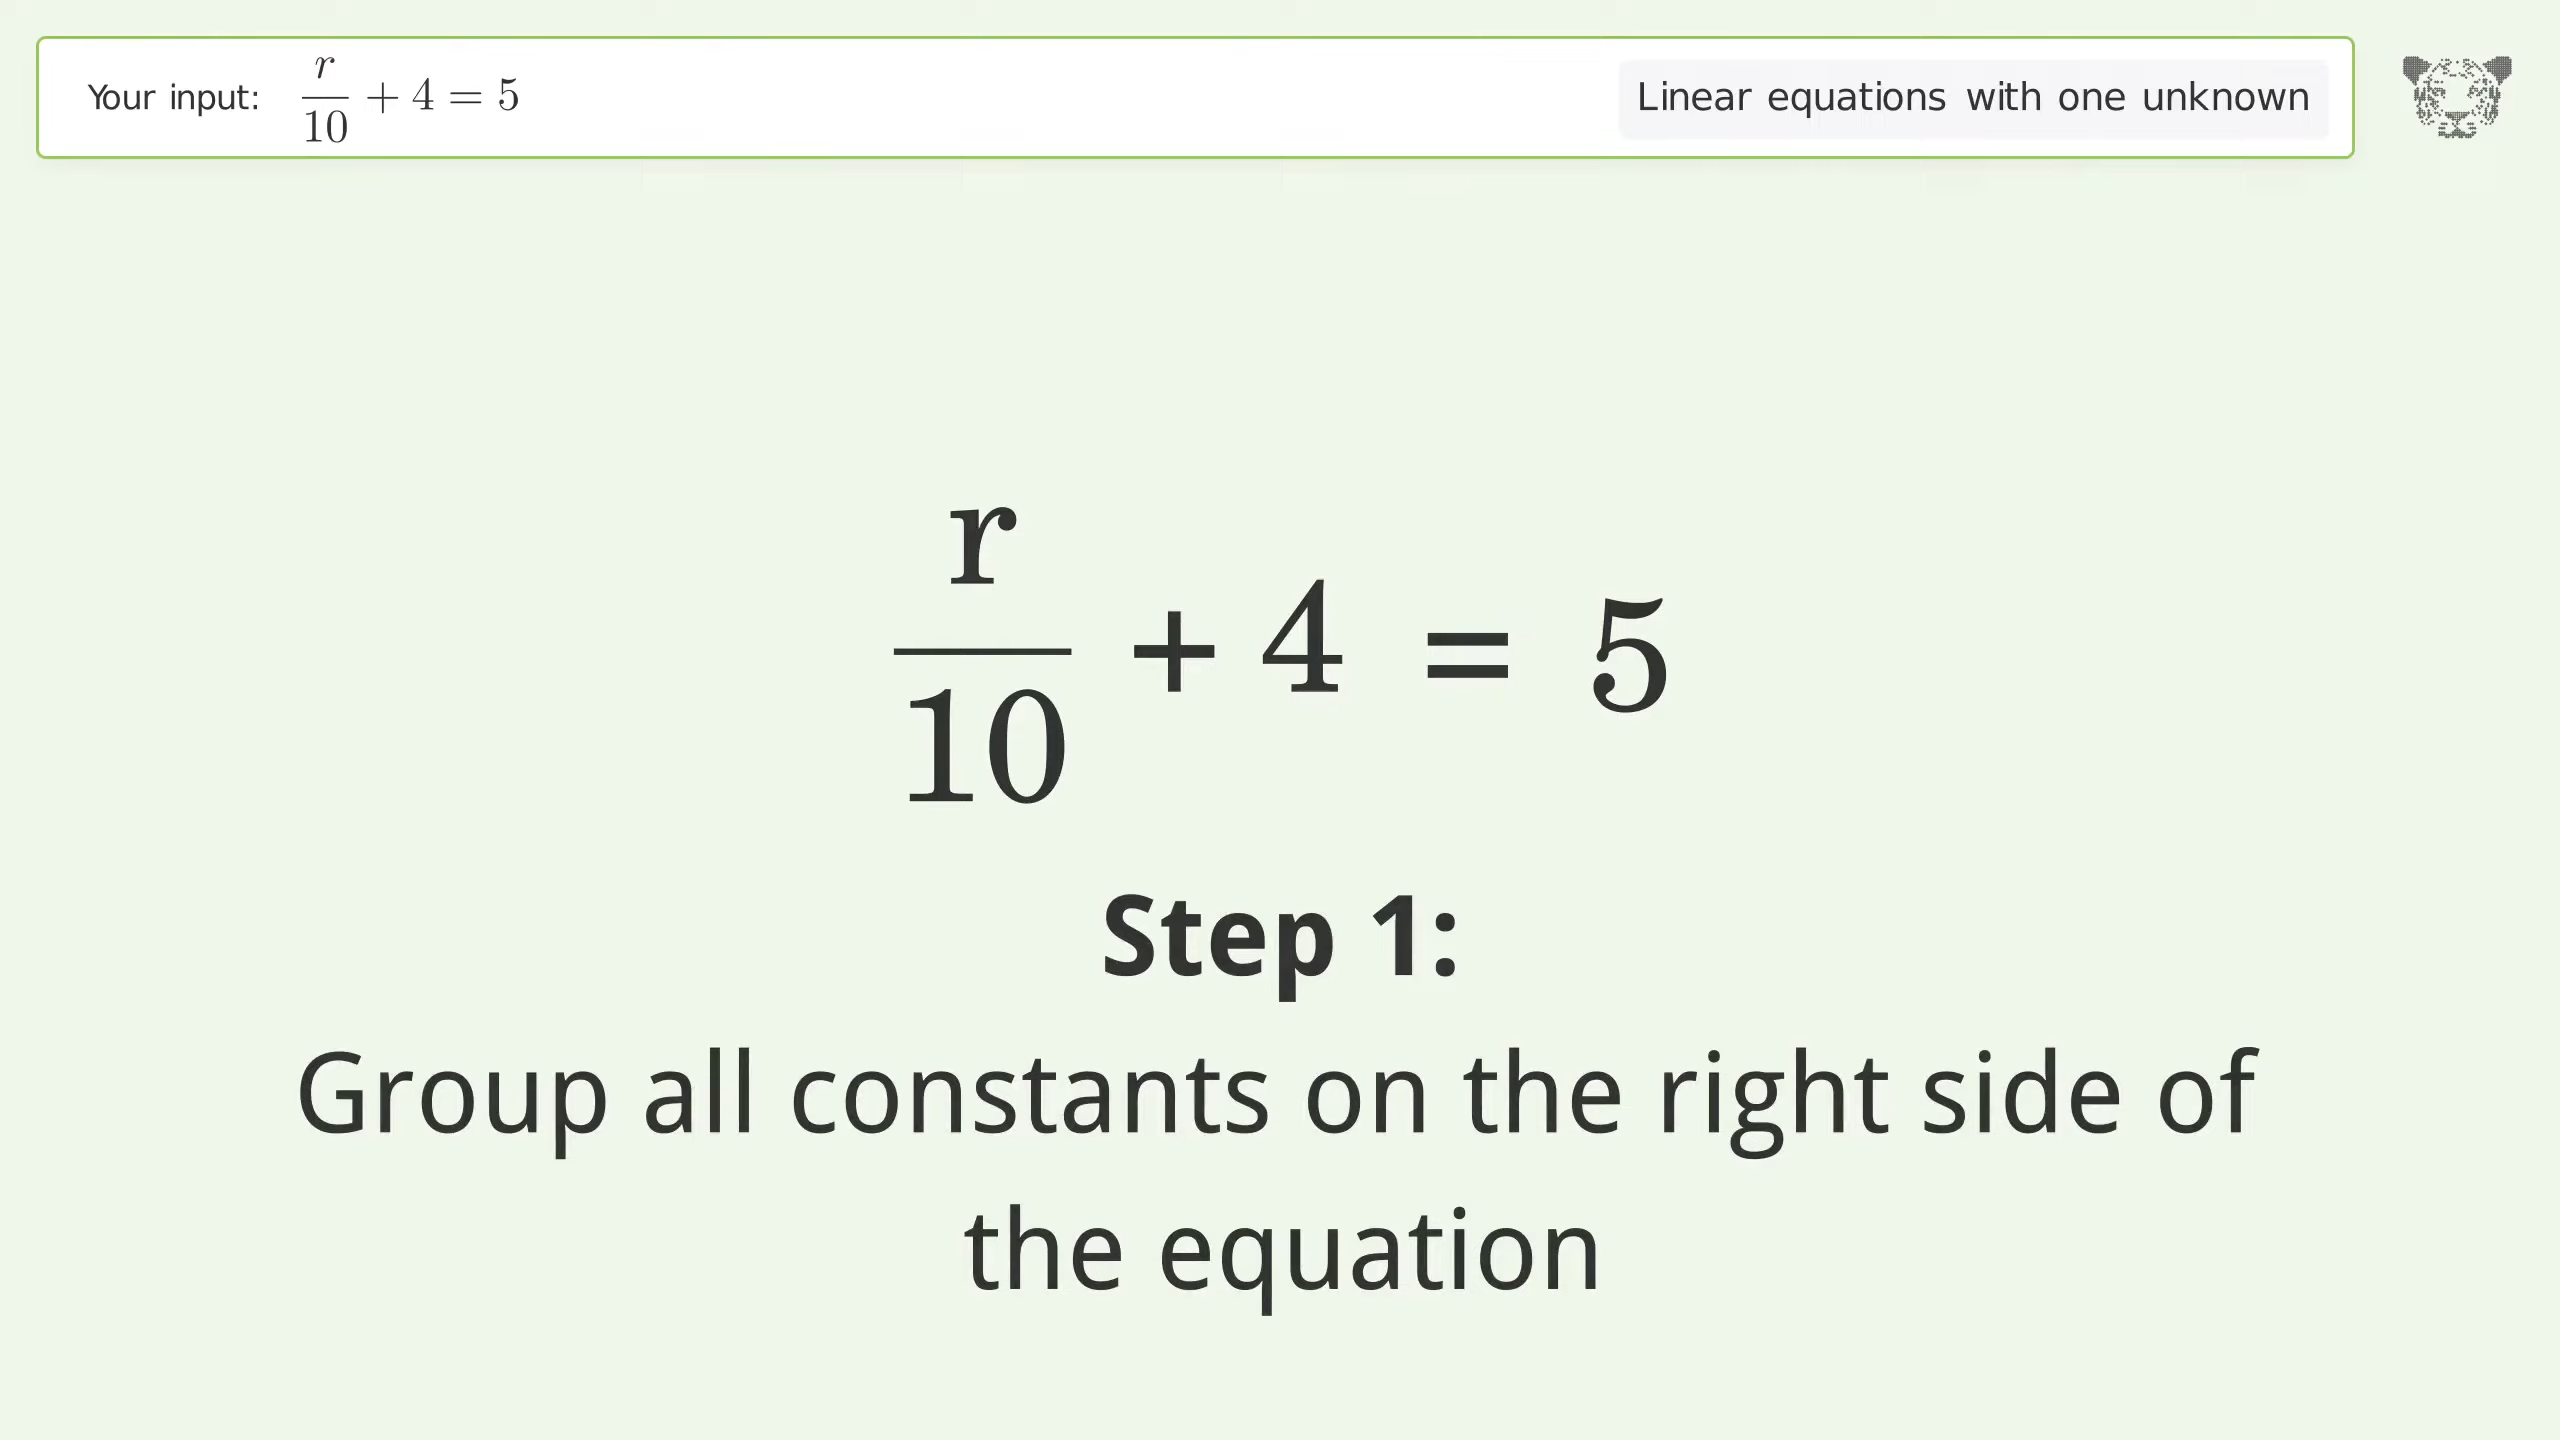 Your input: r/10 + 4 = 5
Linear equations with one unknown
r/10 + 4 = 5
Step 1:
Group all constants on the right side of
the equation